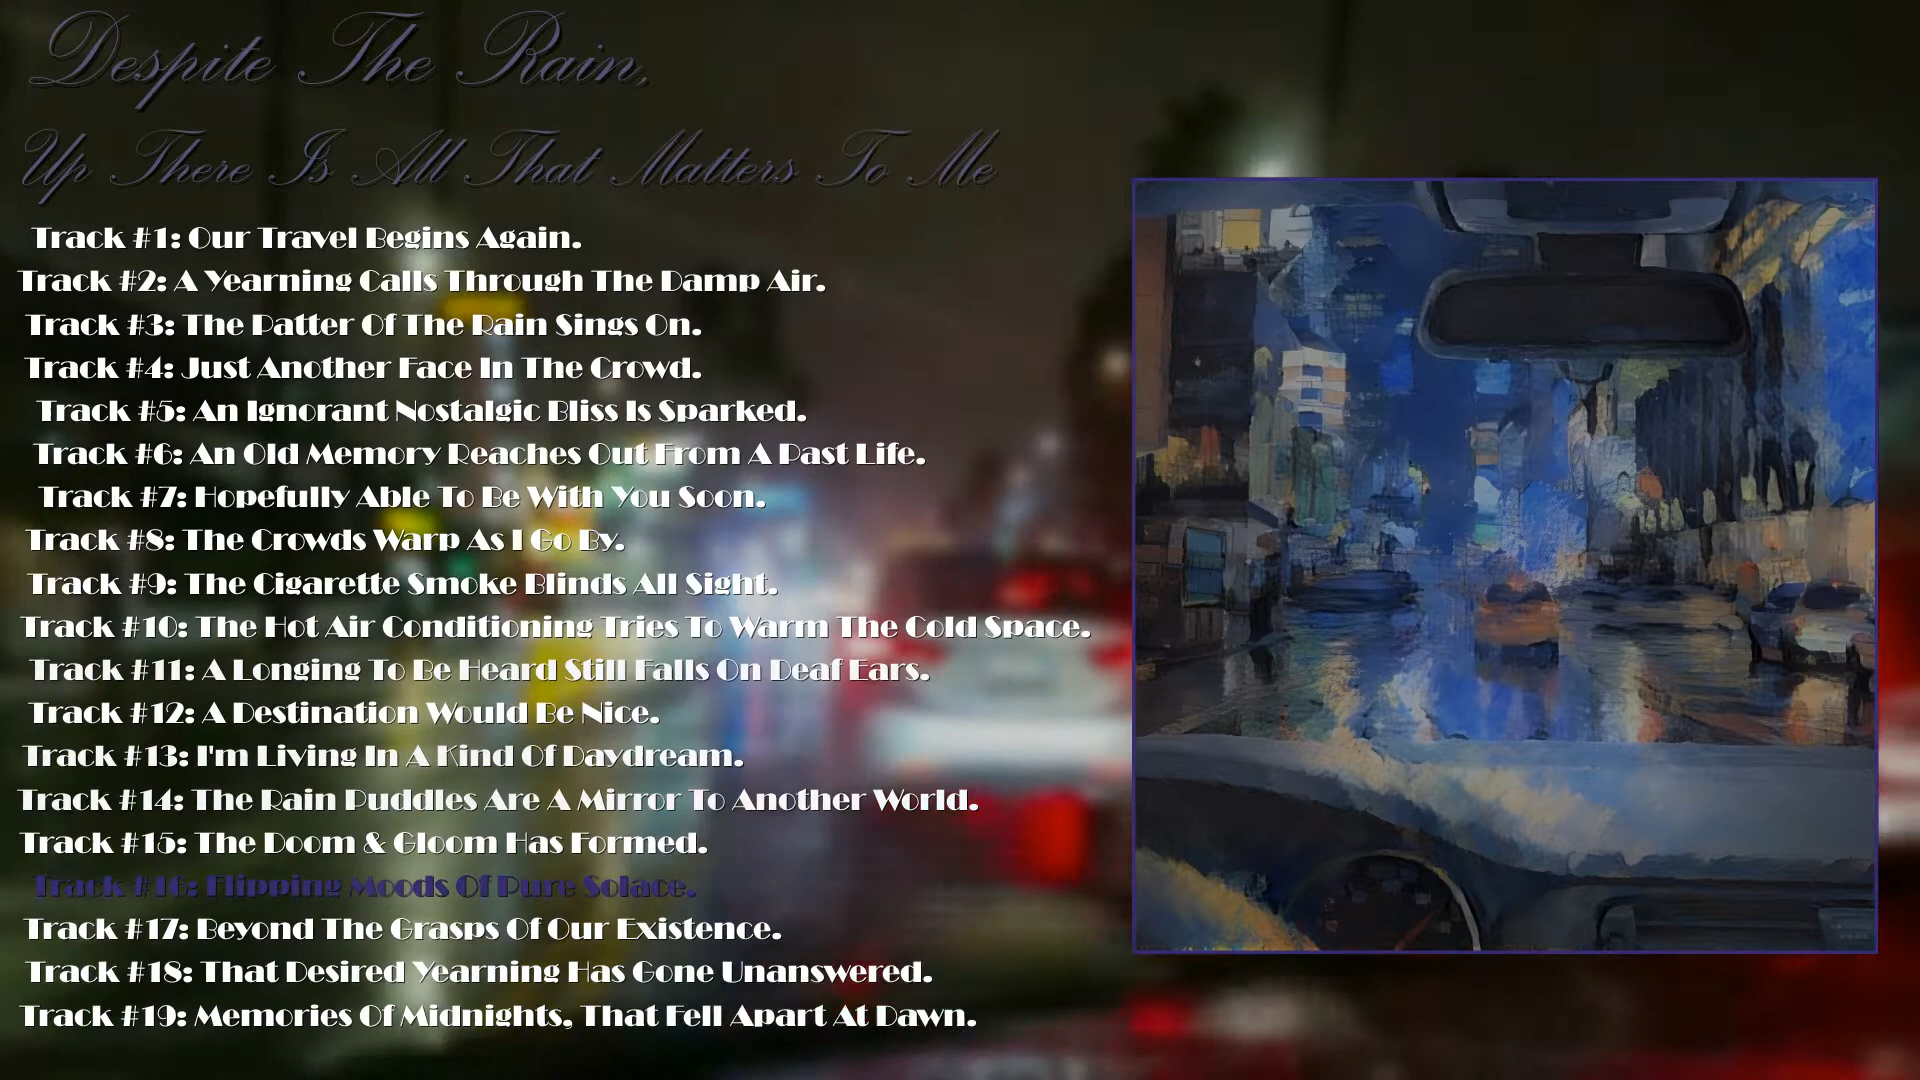 Despite The Rain,
Up There Is All That Matters To Me
Track #1: Our Travel Begins Again.
Track #2: A Yearning Calls Through The Damp Air.
Track #3: The Patter Of The Rain Sings On.
Track #4: Just Another Face In The Crowd.
Track #5: An Ignorant Nostalgic Bliss Is Sparked.
Track #6: An Old Memory Reaches Out From A Past Life.
Track #7: Hopefully Able To Be With You Soon.
Track #8: The Crowds Warp As I Go By.
Track #9: The Cigarette Smoke Blinds All Sight.
Track #10: The Hot Air Conditioning Tries To Warm The Cold Space.
Track #11: A Longing To Be Heard Still Falls On Deaf Ears.
Track #12: A Destination Would Be Nice.
Track #13: I'm Living In A Kind Of Daydream.
Track #14: The Rain Puddles Are A Mirror To Another World.
Track #15: The Doom & Gloom Has Formed.
Track #16: Flipping Moods Of Pure Solace.
Track #17: Beyond The Grasps Of Our Existence.
Track #18: That Desired Yearning Has Gone Unanswered.
Track #19: Memories Of Midnights, That Fell Apart At Dawn.